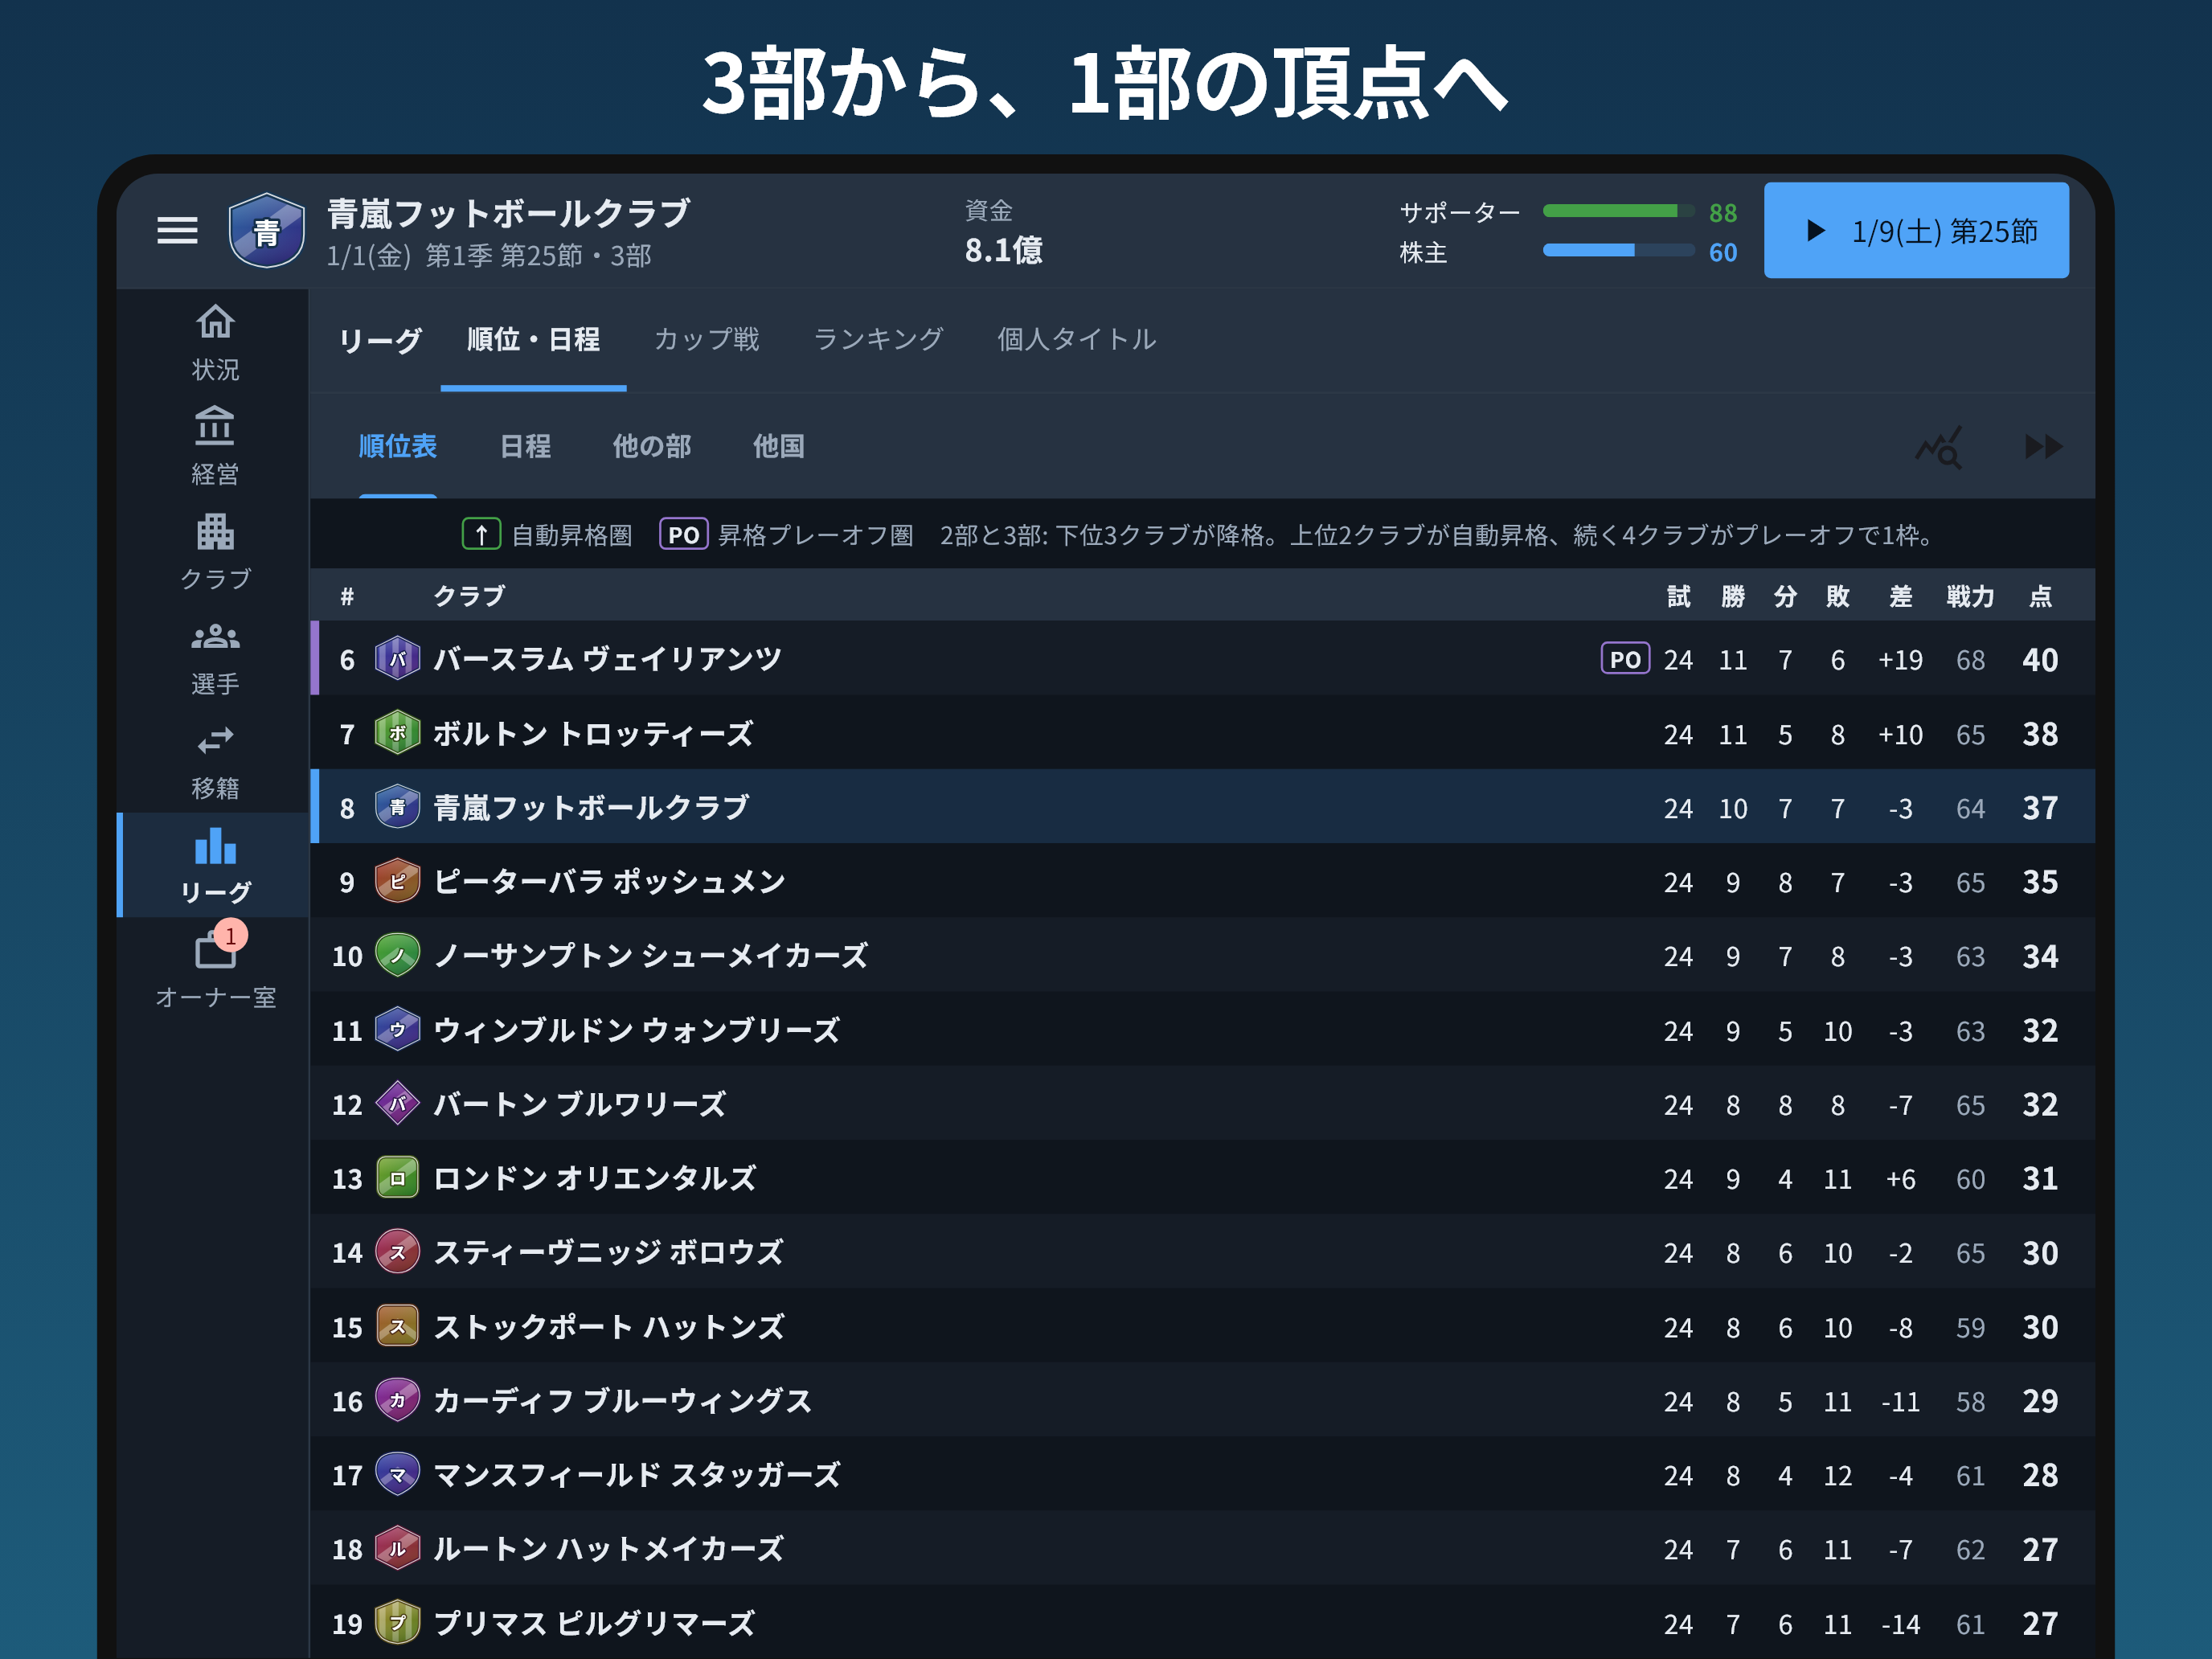 3部から、1部の頂点へ
青
青嵐フットボールクラブ
1/1(金) 第1季 第25節・3部
資金
8.1億
サポーター 88
株主 60
1/9(土) 第25節
状況
経営
クラブ
選手
移籍
リーグ
1
オーナー室
リーグ 順位・日程 カップ戦 ランキング 個人タイトル
順位表 日程 他の部 他国
↑ 自動昇格圏 PO 昇格プレーオフ圏 2部と3部: 下位3クラブが降格。上位2クラブが自動昇格、続く4クラブがプレーオフで1枠。
# クラブ 試 勝 分 敗 差 戦力 点
6 バ バースラム ヴェイリアンツ PO 24 11 7 6 +19 68 40
7 ボ ボルトン トロッティーズ 24 11 5 8 +10 65 38
8 青 青嵐フットボールクラブ 24 10 7 7 -3 64 37
9 ピ ピーターバラ ポッシュメン 24 9 8 7 -3 65 35
10 ノ ノーサンプトン シューメイカーズ 24 9 7 8 -3 63 34
11 ウ ウィンブルドン ウォンブリーズ 24 9 5 10 -3 63 32
12 バ バートン ブルワリーズ 24 8 8 8 -7 65 32
13 ロ ロンドン オリエンタルズ 24 9 4 11 +6 60 31
14 ス スティーヴニッジ ボロウズ 24 8 6 10 -2 65 30
15 ス ストックポート ハットンズ 24 8 6 10 -8 59 30
16 カ カーディフ ブルーウィングス 24 8 5 11 -11 58 29
17 マ マンスフィールド スタッガーズ 24 8 4 12 -4 61 28
18 ル ルートン ハットメイカーズ 24 7 6 11 -7 62 27
19 プ プリマス ピルグリマーズ 24 7 6 11 -14 61 27